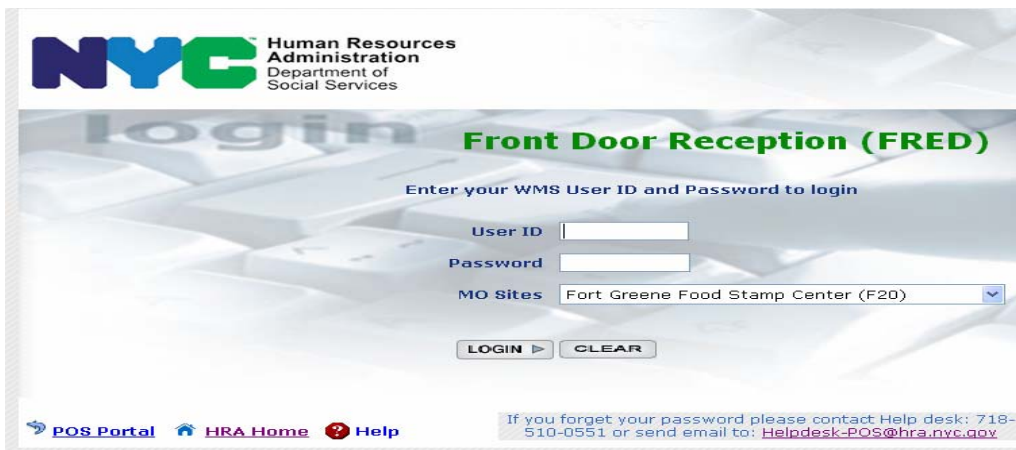 NYC
Human Resources
Administration
Department of
Social Services
login
Front Door Reception (FRED)
Enter your WMS User ID and Password to login
User ID
Password
MO Sites Fort Greene Food Stamp Center (F20)
LOGIN CLEAR
POS Portal HRA Home ? Help
If you forget your password please contact Help desk: 718-
510-0551 or send email to: Helpdesk-POS@hra.nyc.gov